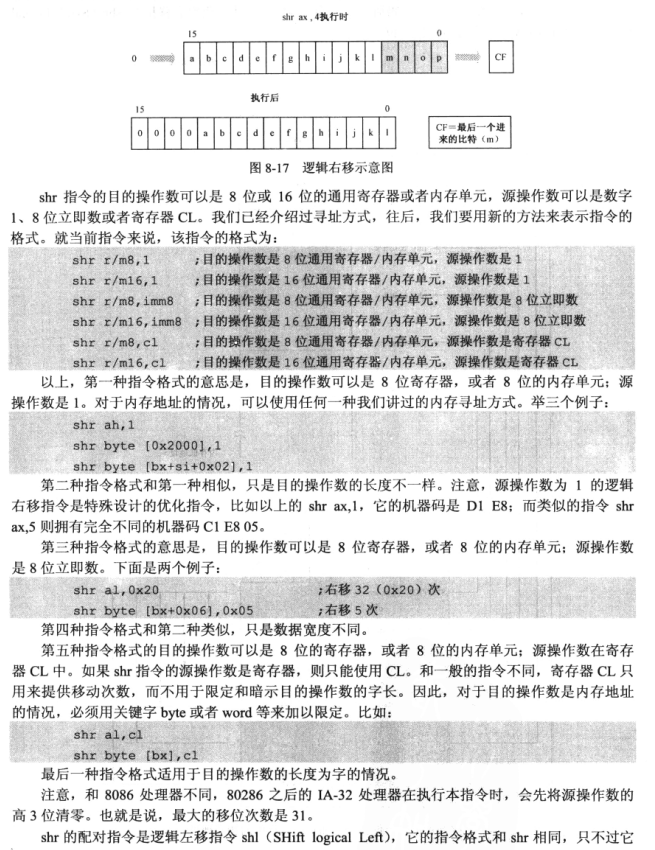 shr ax , 4执行时
15 0
0 a b c d e f g h i j k l m n o p CF
执行后
15 0
0 0 0 0 a b c d e f g h i j k l
CF=最后一个进
来的比特（m）
图 8-17 逻辑右移示意图
shr 指令的目的操作数可以是 8 位或 16 位的通用寄存器或者内存单元，源操作数可以是数字
1、8 位立即数或者寄存器 CL。我们已经介绍过寻址方式，往后，我们要用新的方法来表示指令的
格式。就当前指令来说，该指令的格式为：
shr r/m8,1 ;目的操作数是 8 位通用寄存器/内存单元，源操作数是 1
shr r/m16,1 ;目的操作数是 16 位通用寄存器/内存单元，源操作数是 1
shr r/m8,imm8 ;目的操作数是 8 位通用寄存器/内存单元，源操作数是 8 位立即数
shr r/m16,imm8 ;目的操作数是 16 位通用寄存器/内存单元，源操作数是 8 位立即数
shr r/m8,cl ;目的操作数是 8 位通用寄存器/内存单元，源操作数是寄存器 CL
shr r/m16,cl ;目的操作数是 16 位通用寄存器/内存单元，源操作数是寄存器 CL
以上，第一种指令格式的意思是，目的操作数可以是 8 位寄存器，或者 8 位的内存单元；源
操作数是 1。对于内存地址的情况，可以使用任何一种我们讲过的内存寻址方式。举三个例子：
shr ah,1
shr byte [0x2000],1
shr byte [bx+si+0x02],1
第二种指令格式和第一种相似，只是目的操作数的长度不一样。注意，源操作数为 1 的逻辑
右移指令是特殊设计的优化指令，比如以上的 shr ax,1，它的机器码是 D1 E8；而类似的指令 shr
ax,5 则拥有完全不同的机器码 C1 E8 05。
第三种指令格式的意思是，目的操作数可以是 8 位寄存器，或者 8 位的内存单元；源操作数
是 8 位立即数。下面是两个例子：
shr al,0x20 ;右移 32（0x20）次
shr byte [bx+0x06],0x05 ;右移 5 次
第四种指令格式和第二种类似，只是数据宽度不同。
第五种指令格式的目的操作数可以是 8 位的寄存器，或者 8 位的内存单元；源操作数在寄存
器 CL 中。如果 shr 指令的源操作数是寄存器，则只能使用 CL。和一般的指令不同，寄存器 CL 只
用来提供移动次数，而不用于限定和暗示目的操作数的字长。因此，对于目的操作数是内存地址
的情况，必须用关键字 byte 或者 word 等来加以限定。比如：
shr al,cl
shr byte [bx],cl
最后一种指令格式适用于目的操作数的长度为字的情况。
注意，和 8086 处理器不同，80286 之后的 IA-32 处理器在执行本指令时，会先将源操作数的
高 3 位清零。也就是说，最大的移位次数是 31。
shr 的配对指令是逻辑左移指令 shl（SHift logical Left），它的指令格式和 shr 相同，只不过它